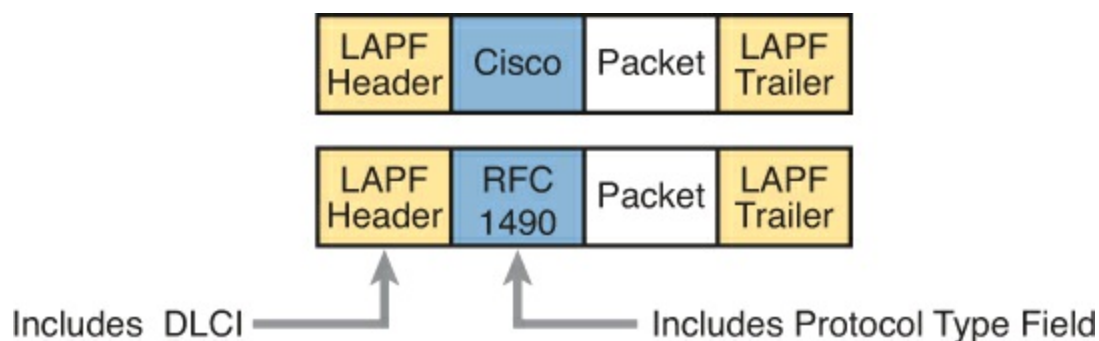 LAPF Header Cisco Packet LAPF Trailer
LAPF Header RFC 1490 Packet LAPF Trailer
Includes DLCI Includes Protocol Type Field